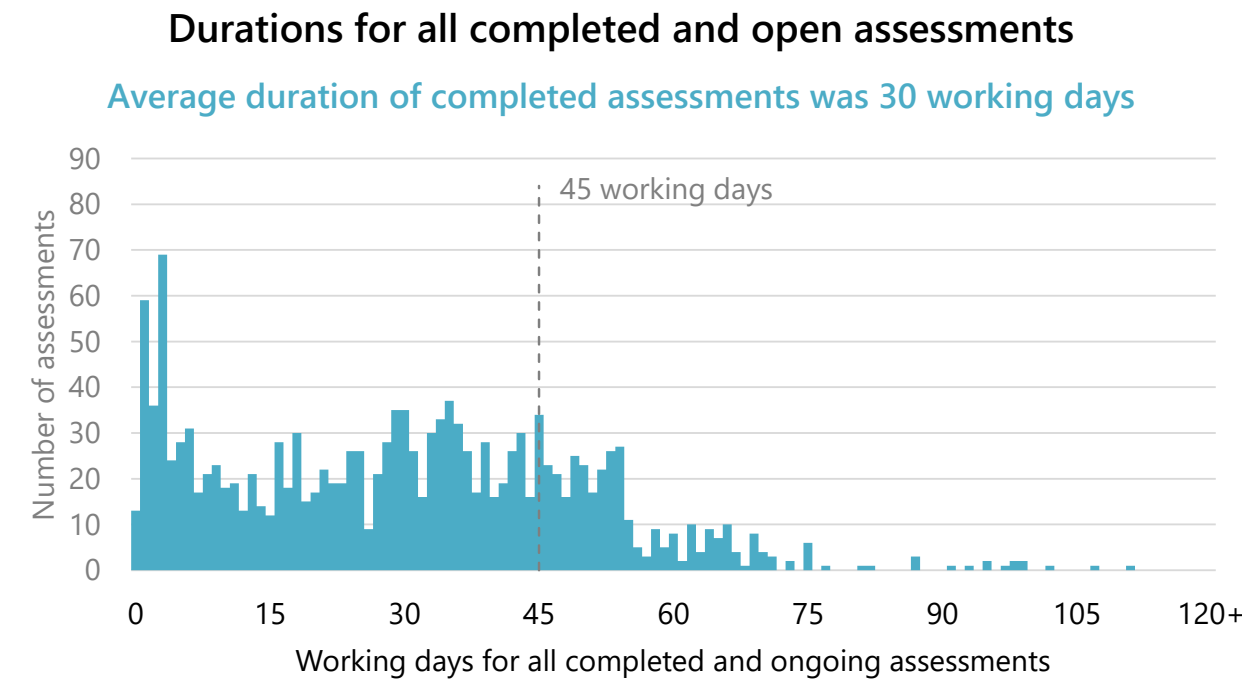 Durations for all completed and open assessments
Average duration of completed assessments was 30 working days
90
80
70
60
50
40
30
20
10
0
Number of assessments
45 working days
0 15 30 45 60 75 90 105 120+
Working days for all completed and ongoing assessments